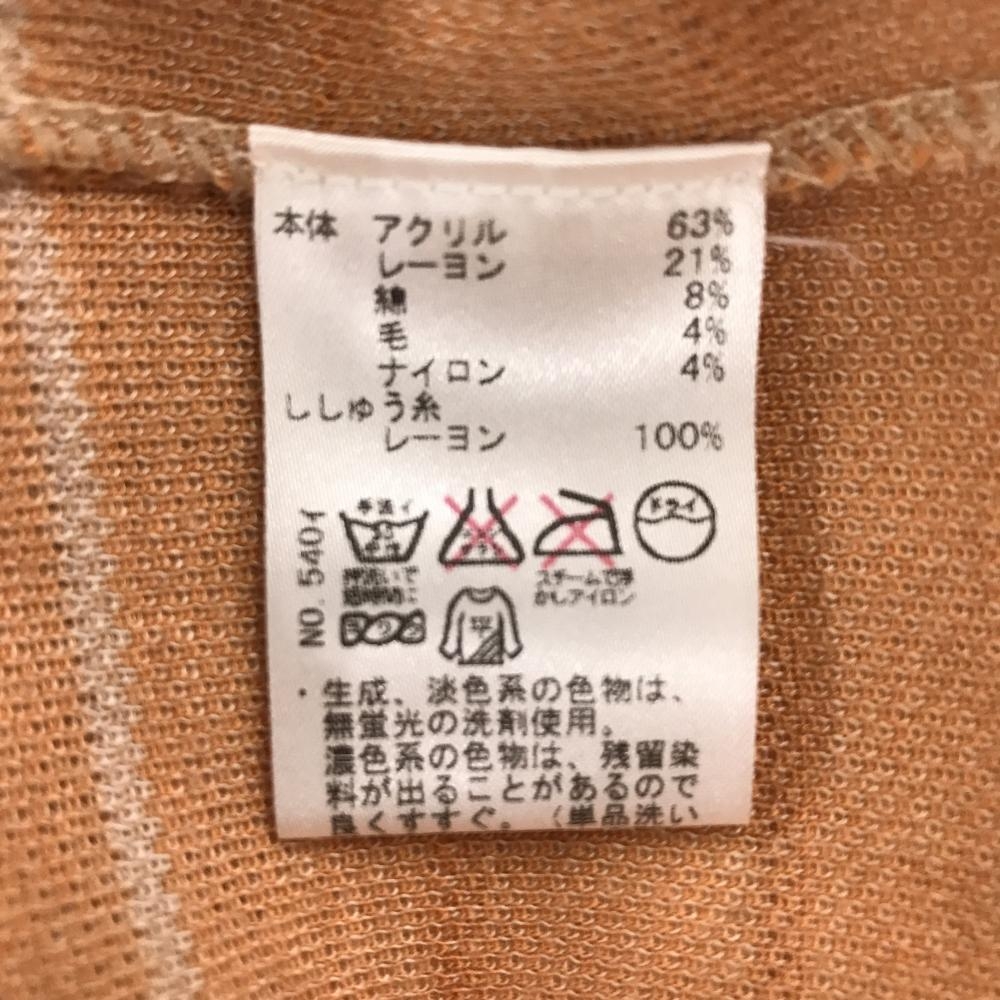 本体 アクリル 63%
レーヨン 21%
綿 8%
毛 4%
ナイロン 4%
ししゅう糸
レーヨン 100%
手洗イ
ドライ
スチームで浮
かしアイロン
NO. 540イ
・生成、淡色系の色物は、
無蛍光の洗剤使用。
濃色系の色物は、残留染
料が出ることがあるので
良くすすぐ。（単品洗い